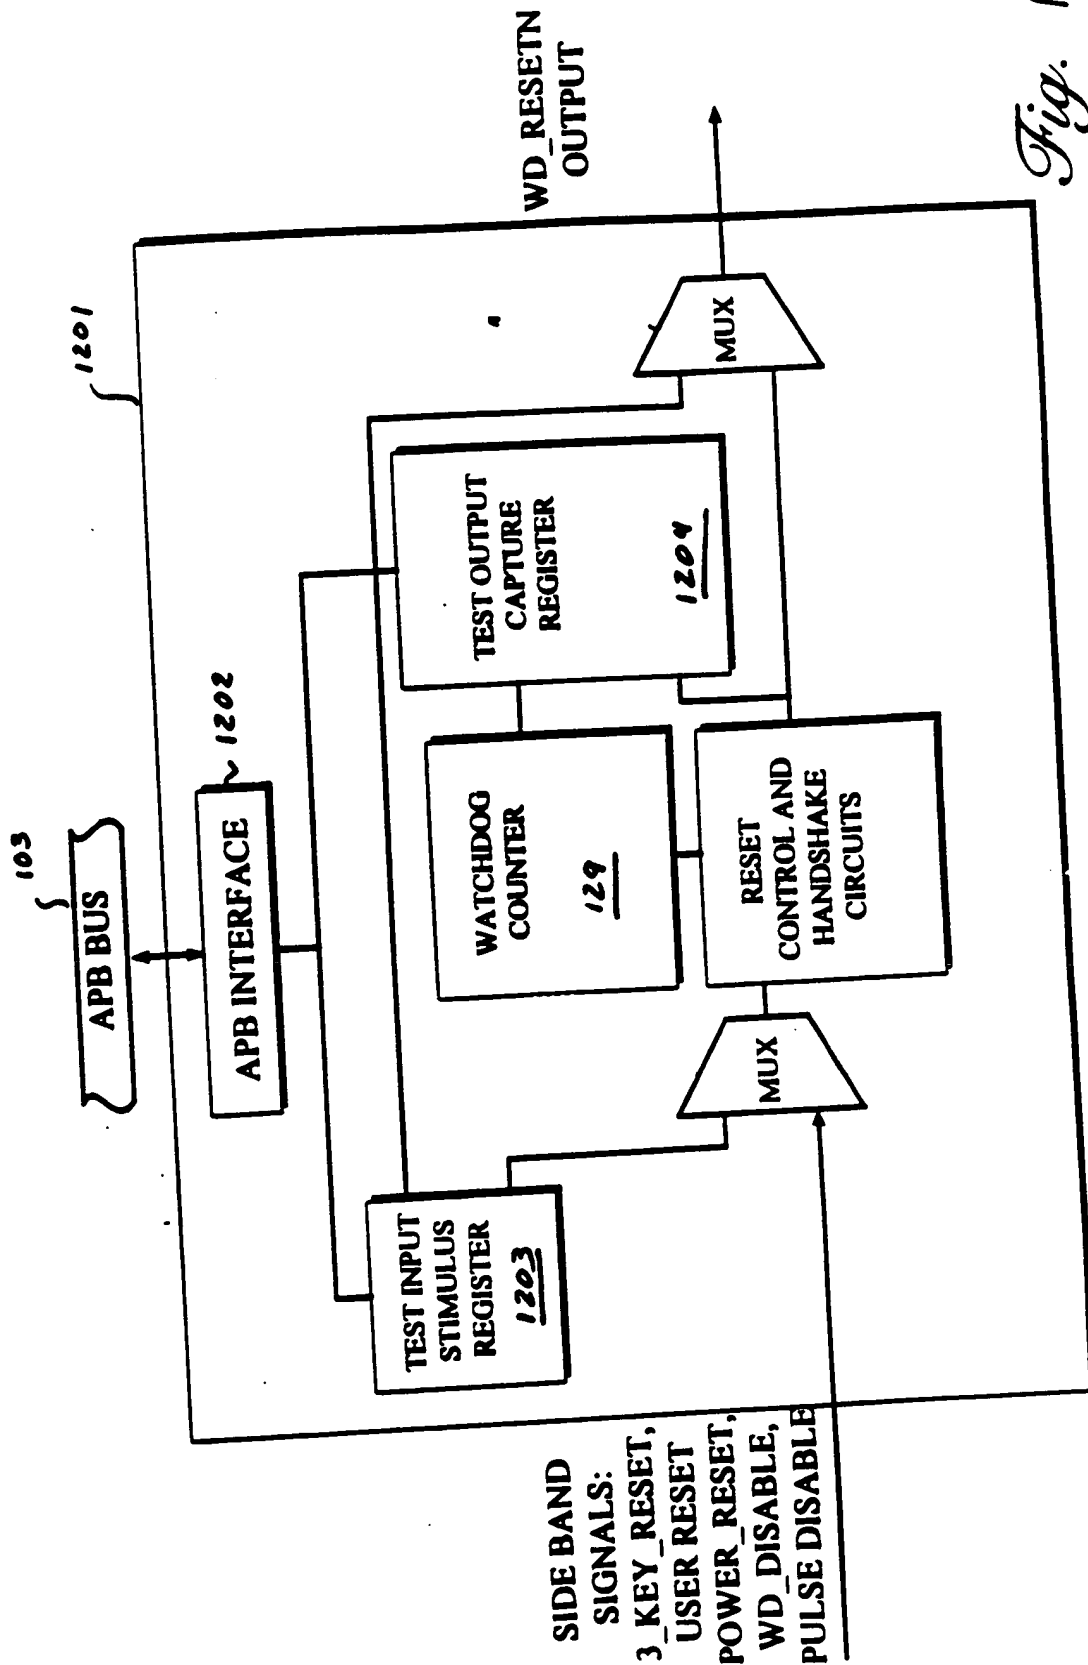 103
APB BUS
1201
APB INTERFACE
1202
TEST INPUT
STIMULUS
REGISTER
1203
WATCHDOG
COUNTER
129
TEST OUTPUT
CAPTURE
REGISTER
1204
MUX
RESET
CONTROL AND
HANDSHAKE
CIRCUITS
MUX
SIDE BAND
SIGNALS:
3_KEY_RESET,
USER RESET
POWER_RESET,
WD_DISABLE,
PULSE DISABLE
WD_RESETN
OUTPUT
Fig.